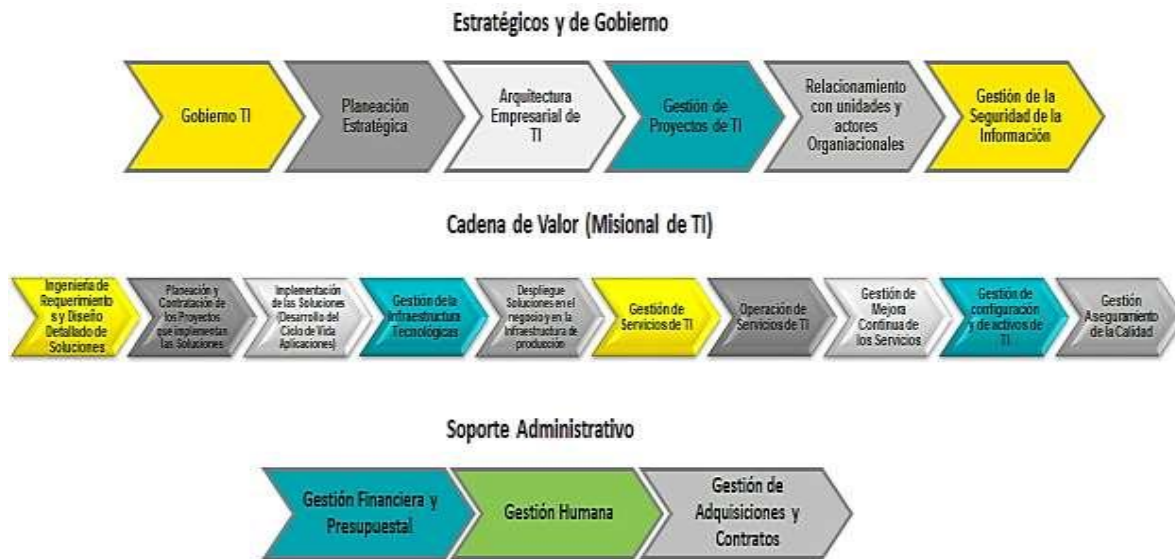 Estratégicos y de Gobierno
Gobierno TI
Planeación
Estratégica
Arquitectura
Empresarial de
TI
Gestión de
Proyectos de TI
Relacionamiento
con unidades y
actores
Organiacionales
Gestión de la
Seguridad de la
Información
Cadena de Valor (Misional de TI)
Ingeniería de
Requerimiento
s y Diseño
Detallado de
Soluciones
Planeación y
Contratación de
los Proyectos
que implementan
las Soluciones
Implementación
de las Soluciones
(Desarrollo del
Ciclo de Vida
Aplicaciones)
Gestión de la
Infraestructura
Tecnológicas
Despliegue
Soluciones en el
negocio y en la
Infraestructura de
producción
Gestión de
Servicios de TI
Operación de
Servicios de TI
Gestión de
Mejora
Continua de
los Servicios
Gestión de
configuración
y de activos de
TI
Gestión
Aseguramiento
de la Calidad
Soporte Administrativo
Gestión Financiera y
Presupuestal
Gestión Humana
Gestión de
Adquisiciones y
Contratos